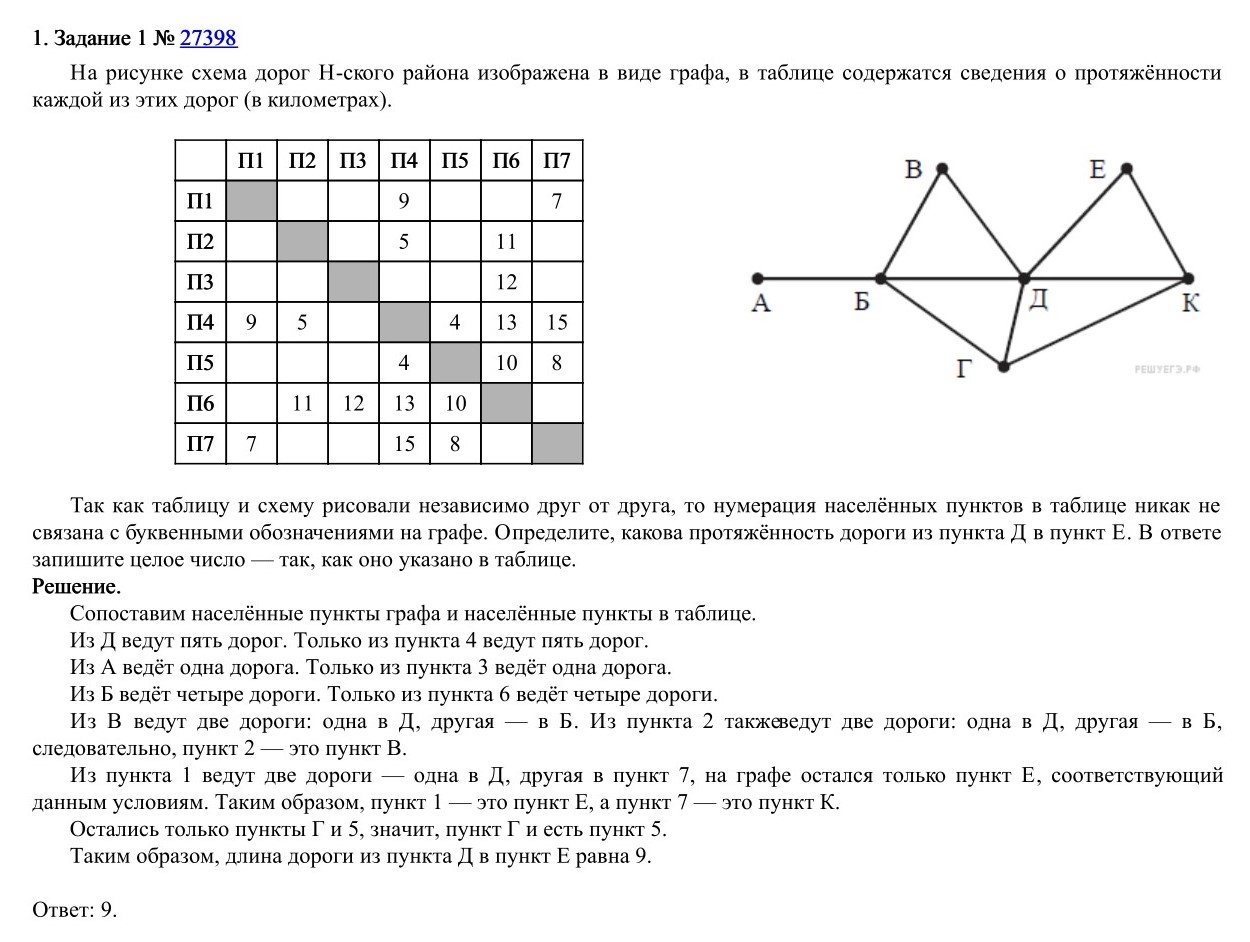 1. Задание 1 № 27398
На рисунке схема дорог Н-ского района изображена в виде графа, в таблице содержатся сведения о протяжённости
каждой из этих дорог (в километрах).
П1 П2 П3 П4 П5 П6 П7
П1 9 7
П2 5 11
П3 12
П4 9 5 4 13 15
П5 4 10 8
П6 11 12 13 10
П7 7 15 8
В Е
А Б Д К
Г
РЕШУЕГЭ.РФ
Так как таблицу и схему рисовали независимо друг от друга, то нумерация населённых пунктов в таблице никак не
связана с буквенными обозначениями на графе. Определите, какова протяжённость дороги из пункта Д в пункт Е. В ответе
запишите целое число — так, как оно указано в таблице.
Решение.
Сопоставим населённые пункты графа и населённые пункты в таблице.
Из Д ведут пять дорог. Только из пункта 4 ведут пять дорог.
Из А ведёт одна дорога. Только из пункта 3 ведёт одна дорога.
Из Б ведёт четыре дороги. Только из пункта 6 ведёт четыре дороги.
Из В ведут две дороги: одна в Д, другая — в Б. Из пункта 2 такжеведут две дороги: одна в Д, другая — в Б,
следовательно, пункт 2 — это пункт В.
Из пункта 1 ведут две дороги — одна в Д, другая в пункт 7, на графе остался только пункт Е, соответствующий
данным условиям. Таким образом, пункт 1 — это пункт Е, а пункт 7 — это пункт К.
Остались только пункты Г и 5, значит, пункт Г и есть пункт 5.
Таким образом, длина дороги из пункта Д в пункт Е равна 9.
Ответ: 9.